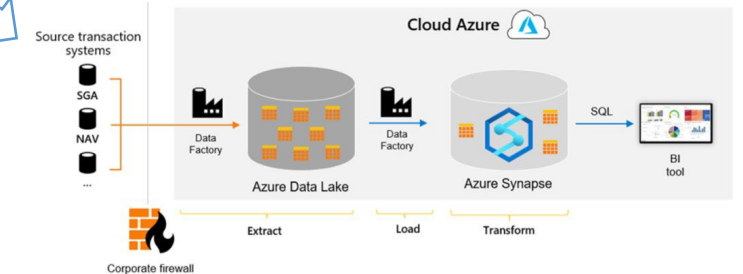 Cloud Azure
Source transaction
systems
SGA
NAV
...
Data
Factory
Azure Data Lake
Data
Factory
Azure Synapse
SQL
BI
tool
Extract
Load
Transform
Corporate firewall